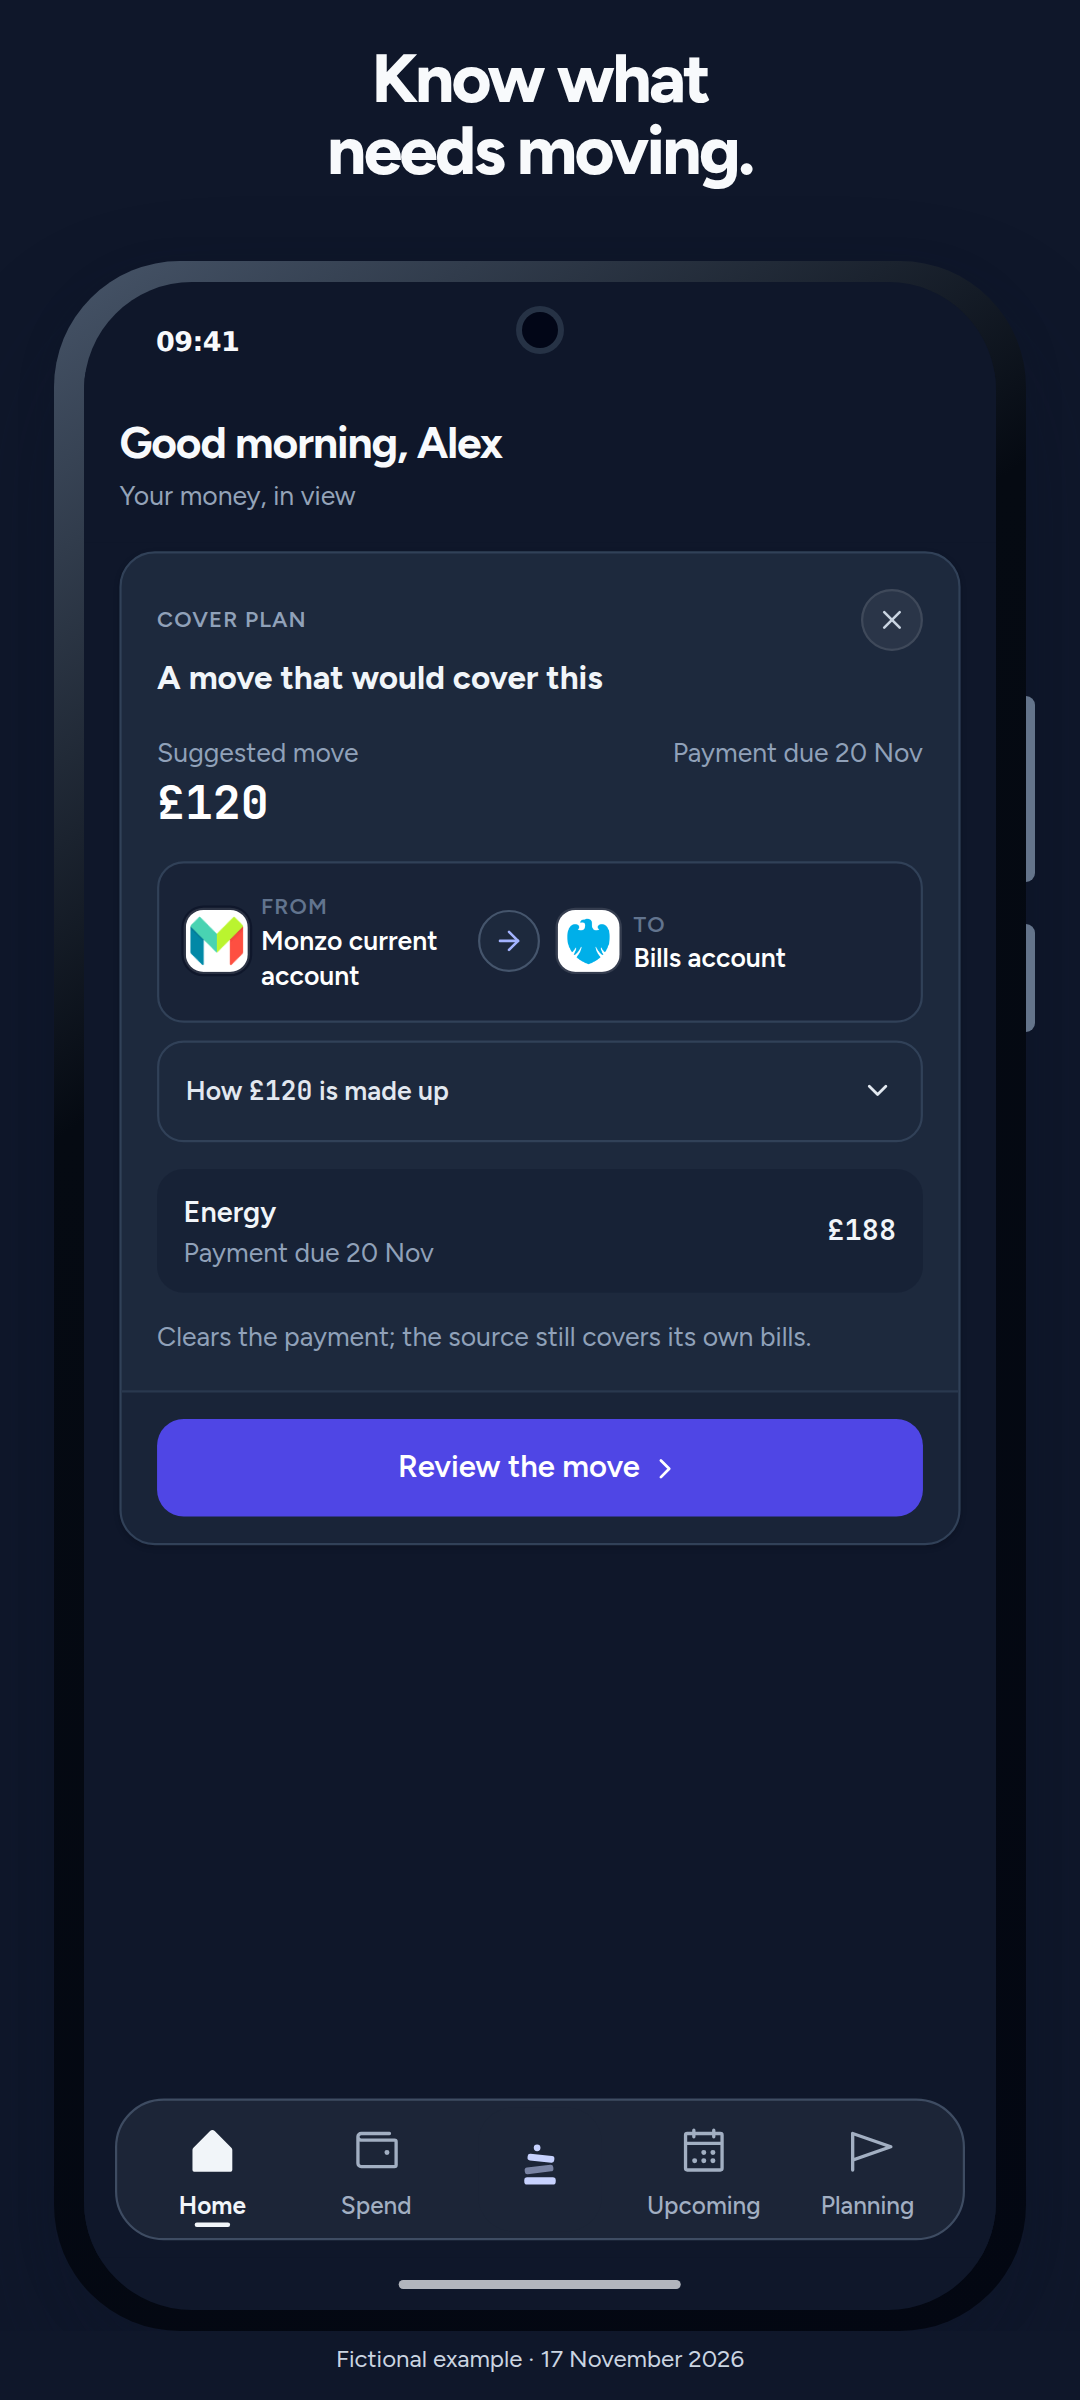 Know what
needs moving.
09:41
Good morning, Alex
Your money, in view
COVER PLAN
A move that would cover this
Suggested move
Payment due 20 Nov
£120
FROM
Monzo current
account
TO
Bills account
How £120 is made up
Energy
Payment due 20 Nov
£188
Clears the payment; the source still covers its own bills.
Review the move
Home
Spend
Upcoming
Planning
Fictional example · 17 November 2026